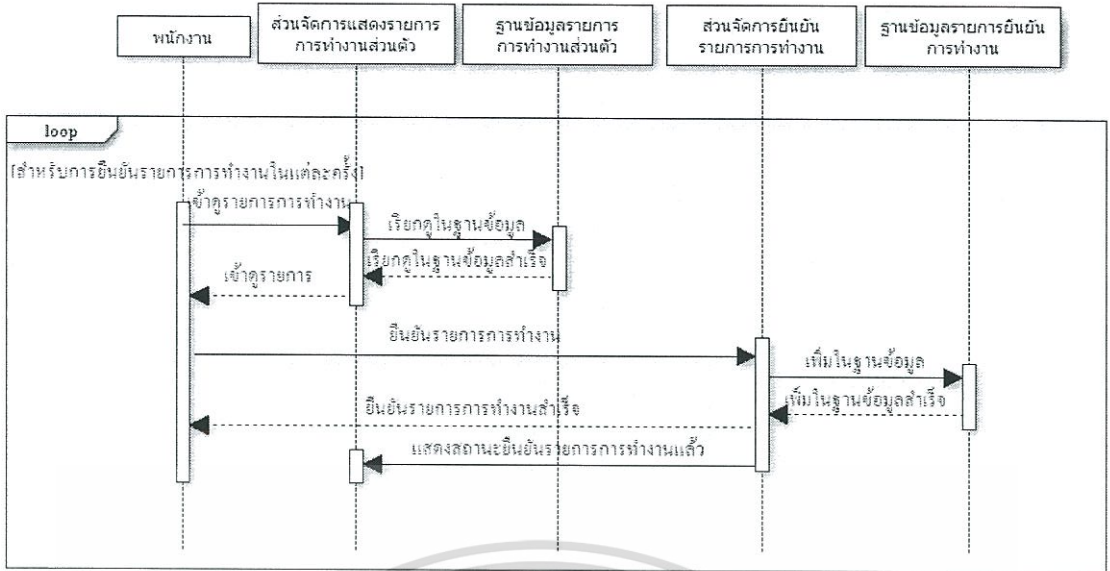 พนักงาน
ส่วนจัดการแสดงรายการ
การทำงานส่วนตัว
ฐานข้อมูลรายการ
การทำงานส่วนตัว
ส่วนจัดการยืนยัน
รายการการทำงาน
ฐานข้อมูลรายการยืนยัน
การทำงาน
loop
[สำหรับการยืนยันรายการการทำงานในแต่ละครั้ง]
เข้าดูรายการการทำงาน
เรียกดูในฐานข้อมูล
เรียกดูในฐานข้อมูลสำเร็จ
เข้าดูรายการ
ยืนยันรายการการทำงาน
เพิ่มในฐานข้อมูล
เพิ่มในฐานข้อมูลสำเร็จ
ยืนยันรายการการทำงานสำเร็จ
แสดงสถานะยืนยันรายการการทำงานแล้ว